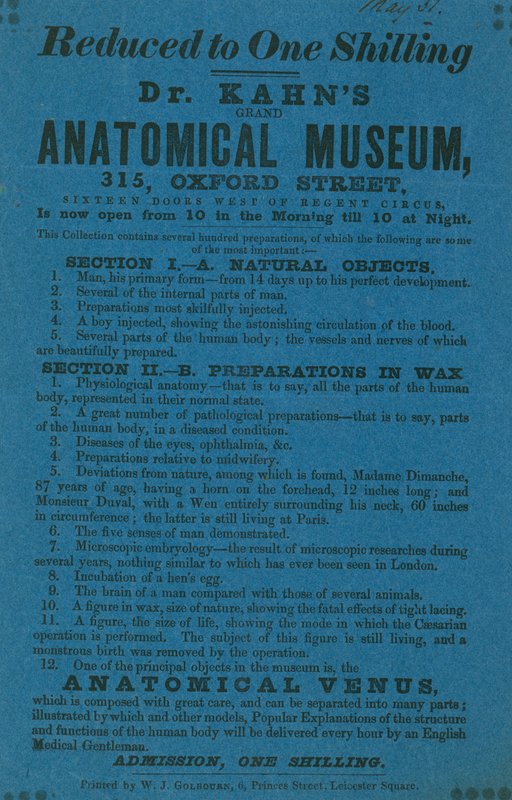 May 31.
Reduced to One Shilling
Dr. KAHN'S
GRAND
ANATOMICAL MUSEUM,
315, OXFORD STREET,
SIXTEEN DOORS WEST OF REGENT CIRCUS,
Is now open from 10 in the Morning till 10 at Night.
This Collection contains several hundred preparations, of which the following are some
of the most important:—
SECTION I.—A. NATURAL OBJECTS.
1. Man, his primary form—from 14 days up to his perfect development.
2. Several of the internal parts of man.
3. Preparations most skilfully injected.
4. A boy injected, showing the astonishing circulation of the blood.
5. Several parts of the human body; the vessels and nerves of which
are beautifully prepared.
SECTION II.—B. PREPARATIONS IN WAX
1. Physiological anatomy—that is to say, all the parts of the human
body, represented in their normal state.
2. A great number of pathological preparations—that is to say, parts
of the human body, in a diseased condition.
3. Diseases of the eyes, ophthalmia, &c.
4. Preparations relative to midwifery.
5. Deviations from nature, among which is found, Madame Dimanche,
87 years of age, having a horn on the forehead, 12 inches long; and
Monsieur Duval, with a Wen entirely surrounding his neck, 60 inches
in circumference; the latter is still living at Paris.
6. The five senses of man demonstrated.
7. Microscopic embryology—the result of microscopic researches during
several years, nothing similar to which has ever been seen in London.
8. Incubation of a hen's egg.
9. The brain of a man compared with those of several animals.
10. A figure in wax, size of nature, showing the fatal effects of tight lacing.
11. A figure, the size of life, showing the mode in which the Cæsarian
operation is performed. The subject of this figure is still living, and a
monstrous birth was removed by the operation.
12. One of the principal objects in the museum is, the
ANATOMICAL VENUS,
which is composed with great care, and can be separated into many parts;
illustrated by which and other models, Popular Explanations of the structure
and functions of the human body will be delivered every hour by an English
Medical Gentleman.
ADMISSION, ONE SHILLING.
Printed by W. J. GOLBOURN, 6, Princes Street, Leicester Square.